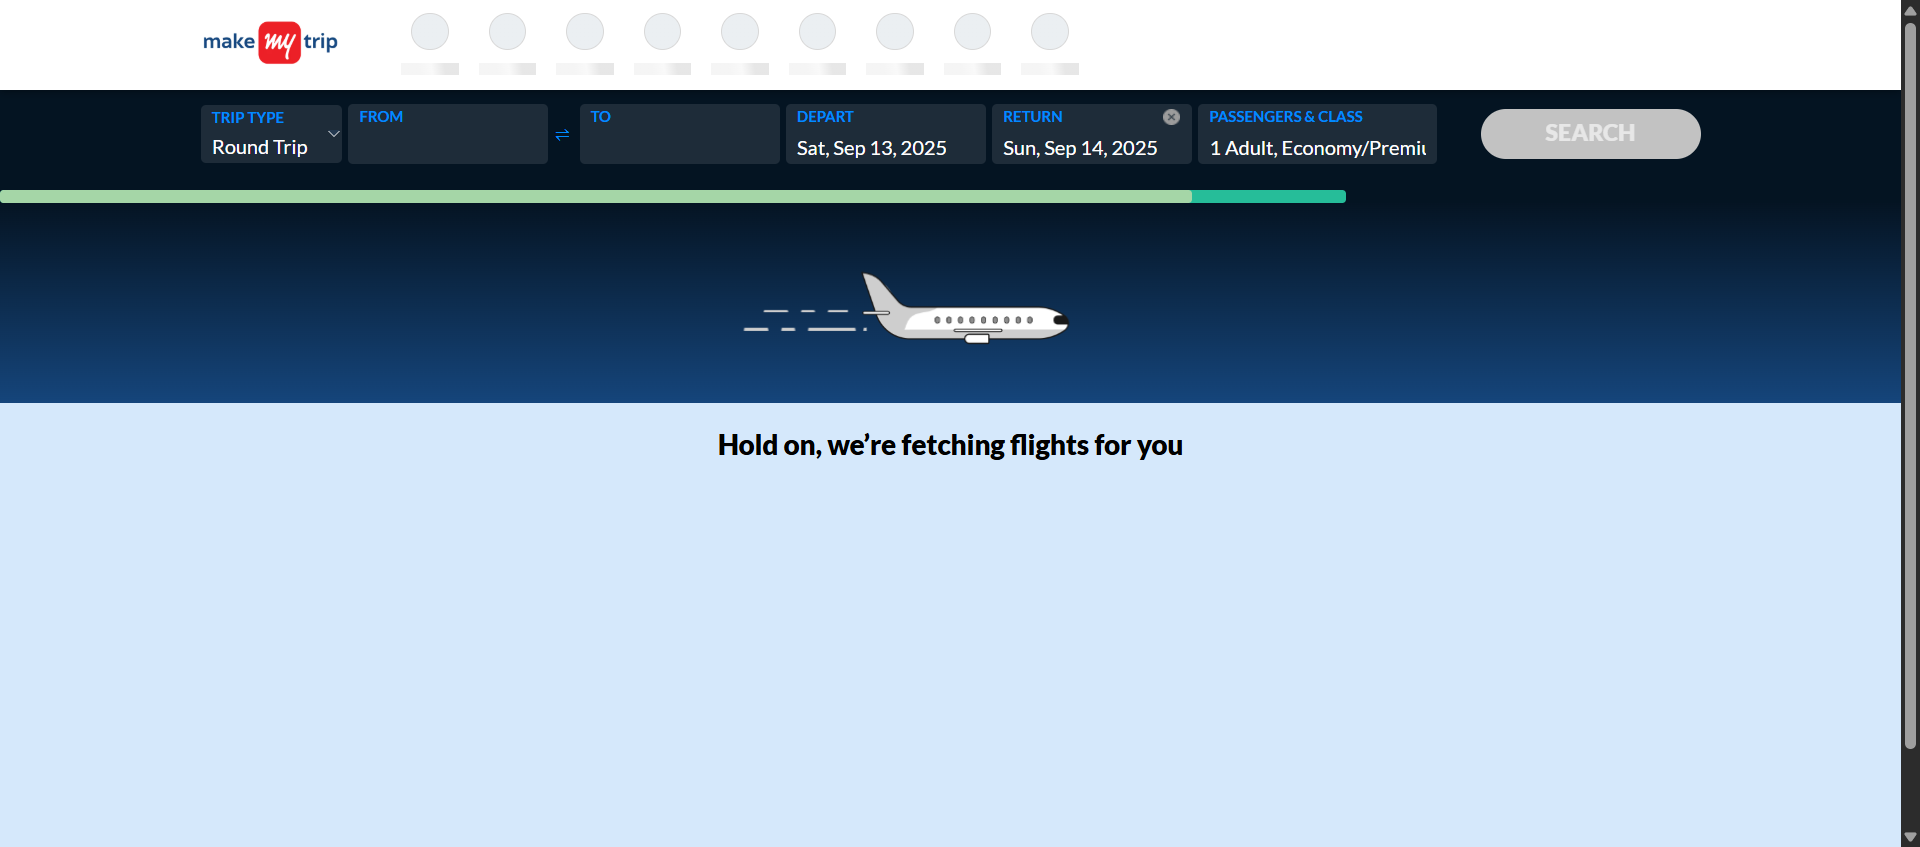 make my trip
TRIP TYPE
Round Trip
FROM
TO
DEPART
Sat, Sep 13, 2025
RETURN
Sun, Sep 14, 2025
PASSENGERS & CLASS
1 Adult, Economy/Premiu
SEARCH
Hold on, we’re fetching flights for you